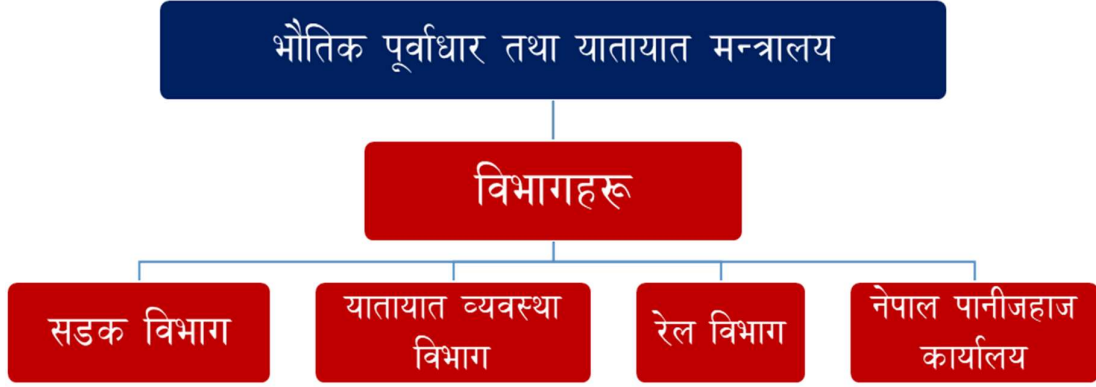 भौतिक पूर्वाधार तथा यातायात मन्त्रालय
विभागहरू
सडक विभाग
यातायात व्यवस्था
विभाग
रेल विभाग
नेपाल पानीजहाज
कार्यालय